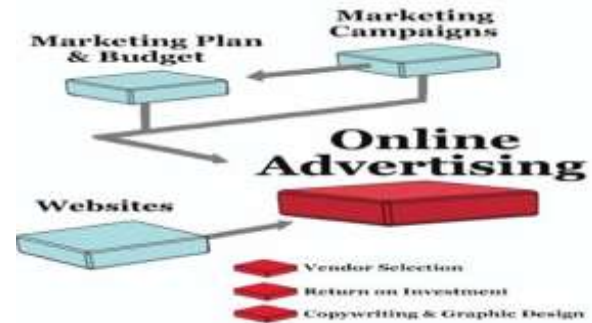 Marketing
Campaigns
Marketing Plan
& Budget
Online
Advertising
Websites
Vendor Selection
Return on Investment
Copywriting & Graphic Design